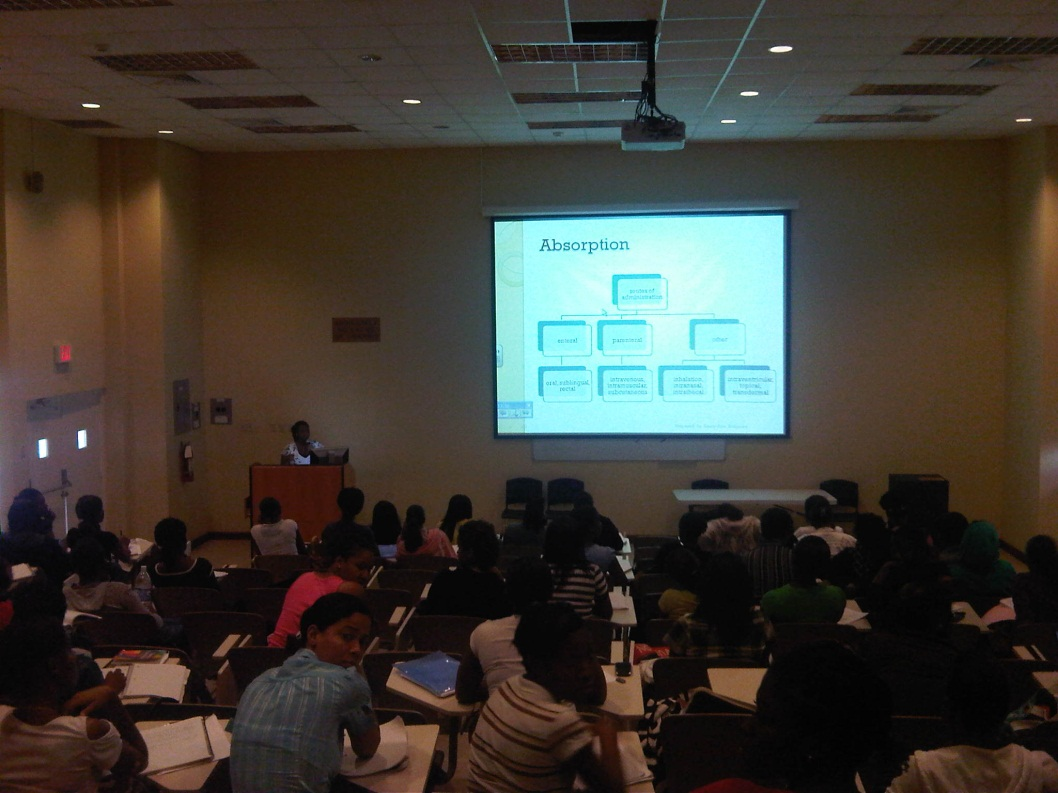 Absorption
routes of
administration
enteral
parenteral
other
oral, sublingual,
rectal
intravenous,
intramuscular,
subcutaneous
inhalation,
intranasal,
intrathecal
intraventricular,
topical,
transdermal